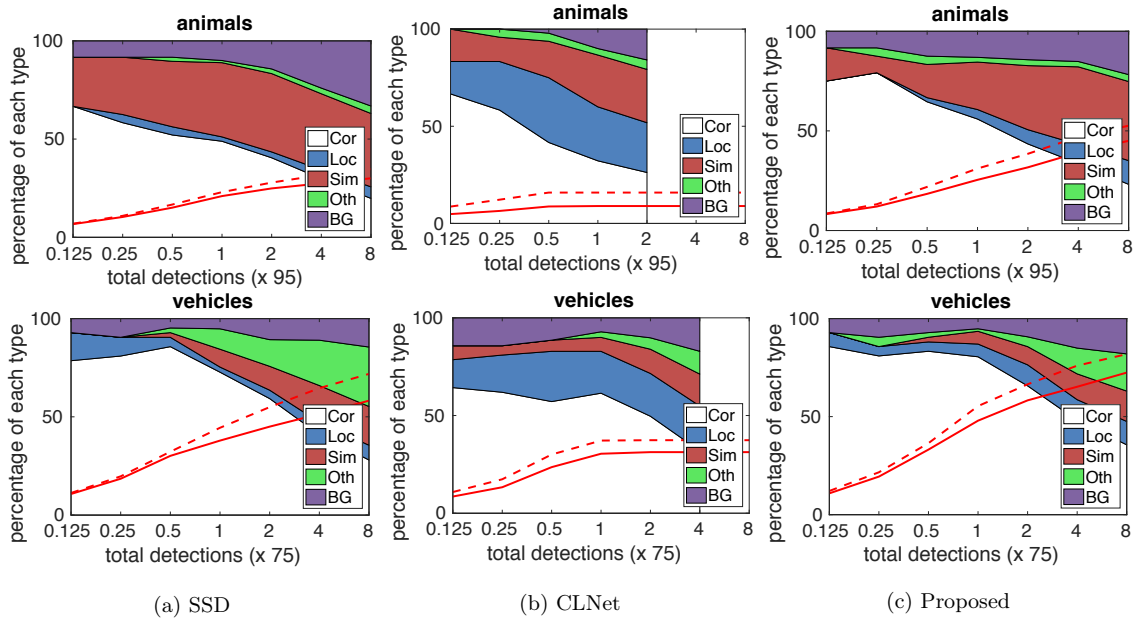 animals
percentage of each type
100
50
0
0.125 0.25 0.5 1 2 4 8
total detections (x 95)
Cor
Loc
Sim
Oth
BG
animals
percentage of each type
100
50
0
0.125 0.25 0.5 1 2 4 8
total detections (x 95)
Cor
Loc
Sim
Oth
BG
animals
percentage of each type
100
50
0
0.125 0.25 0.5 1 2 4 8
total detections (x 95)
Cor
Loc
Sim
Oth
BG
vehicles
percentage of each type
100
50
0
0.125 0.25 0.5 1 2 4 8
total detections (x 75)
Cor
Loc
Sim
Oth
BG
vehicles
percentage of each type
100
50
0
0.125 0.25 0.5 1 2 4 8
total detections (x 75)
Cor
Loc
Sim
Oth
BG
vehicles
percentage of each type
100
50
0
0.125 0.25 0.5 1 2 4 8
total detections (x 75)
Cor
Loc
Sim
Oth
BG
(a) SSD
(b) CLNet
(c) Proposed